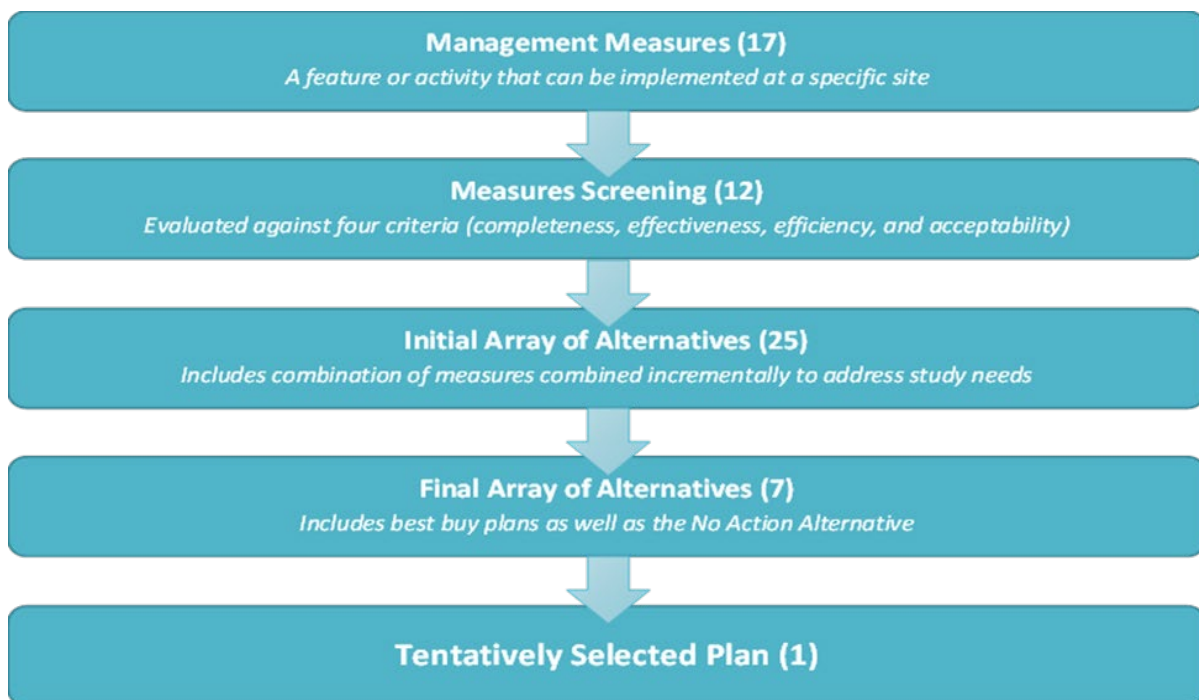 Management Measures (17)
A feature or activity that can be implemented at a specific site
Measures Screening (12)
Evaluated against four criteria (completeness, effectiveness, efficiency, and acceptability)
Initial Array of Alternatives (25)
Includes combination of measures combined incrementally to address study needs
Final Array of Alternatives (7)
Includes best buy plans as well as the No Action Alternative
Tentatively Selected Plan (1)